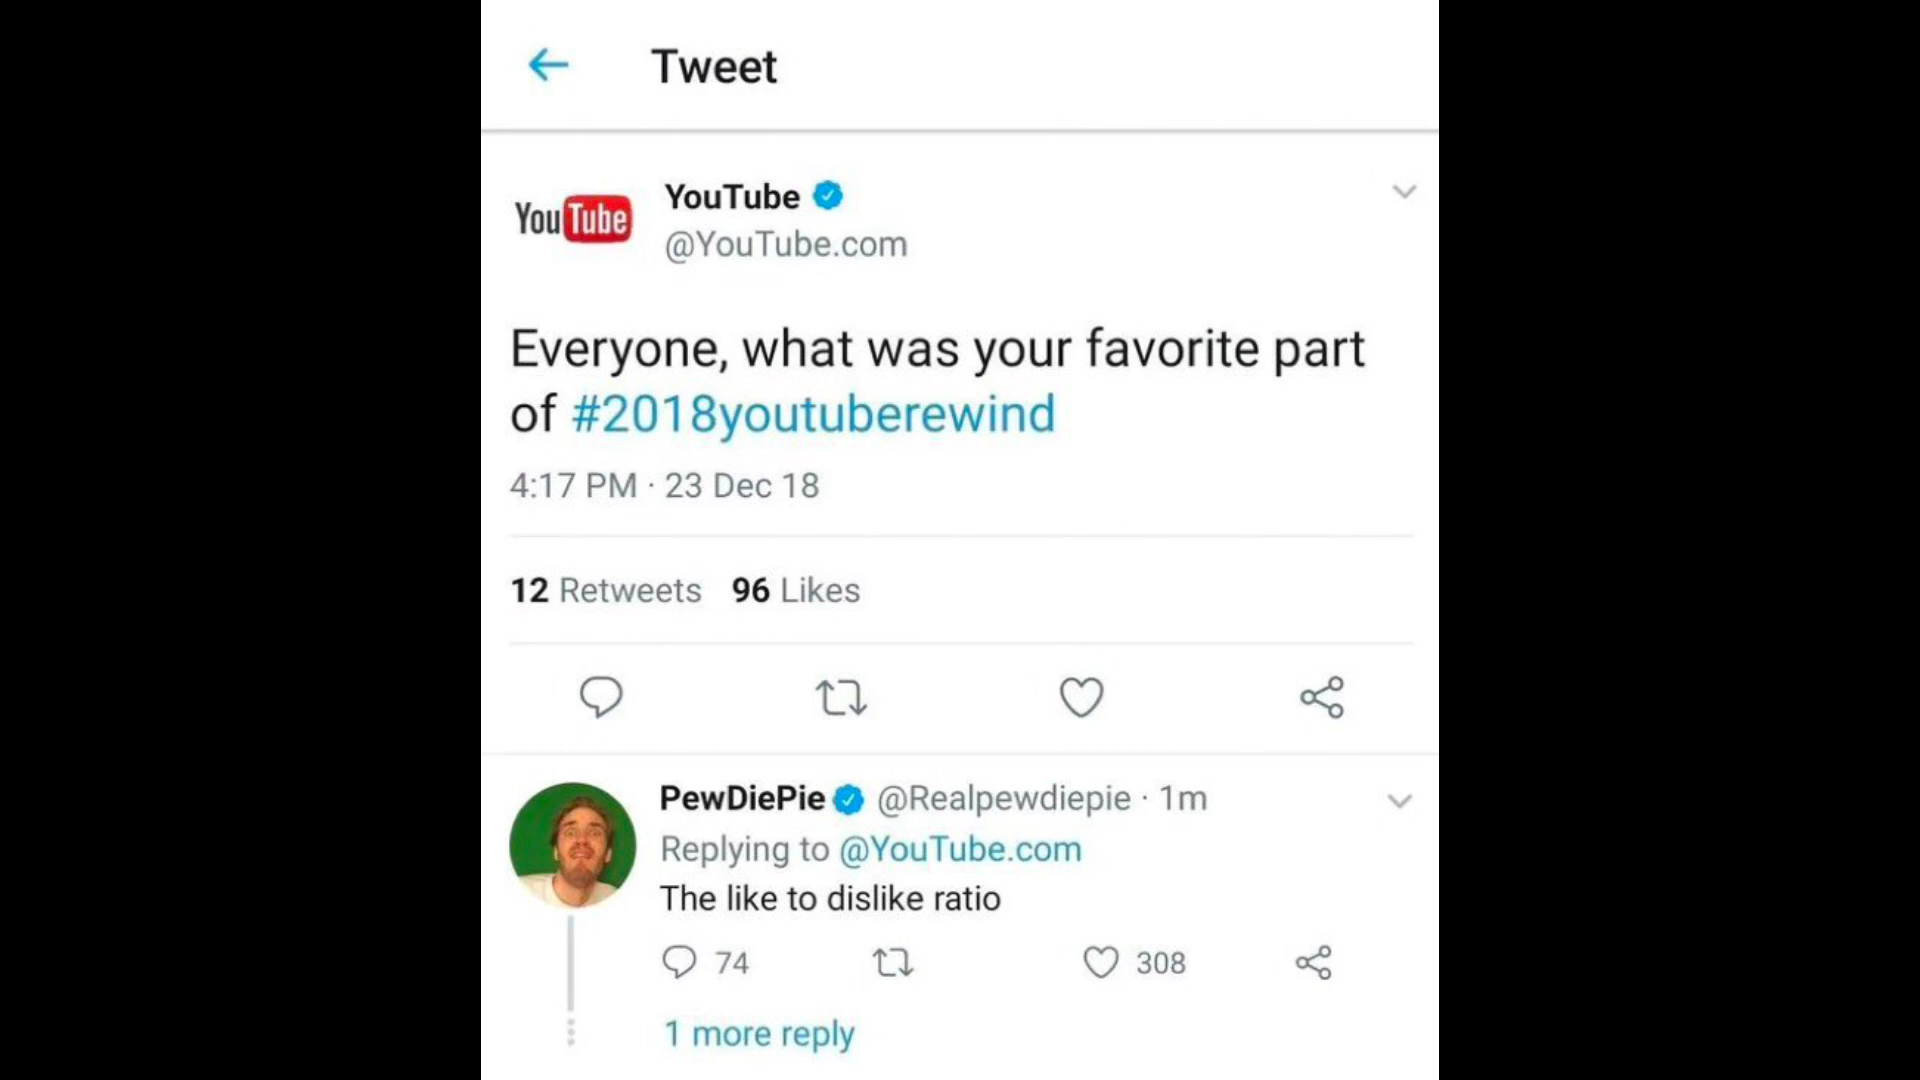 Tweet
YouTube
YouTube
@YouTube.com
Everyone, what was your favorite part
of #2018youtuberewind
4:17 PM · 23 Dec 18
12 Retweets 96 Likes
PewDiePie @Realpewdiepie · 1m
Replying to @YouTube.com
The like to dislike ratio
74 308
1 more reply